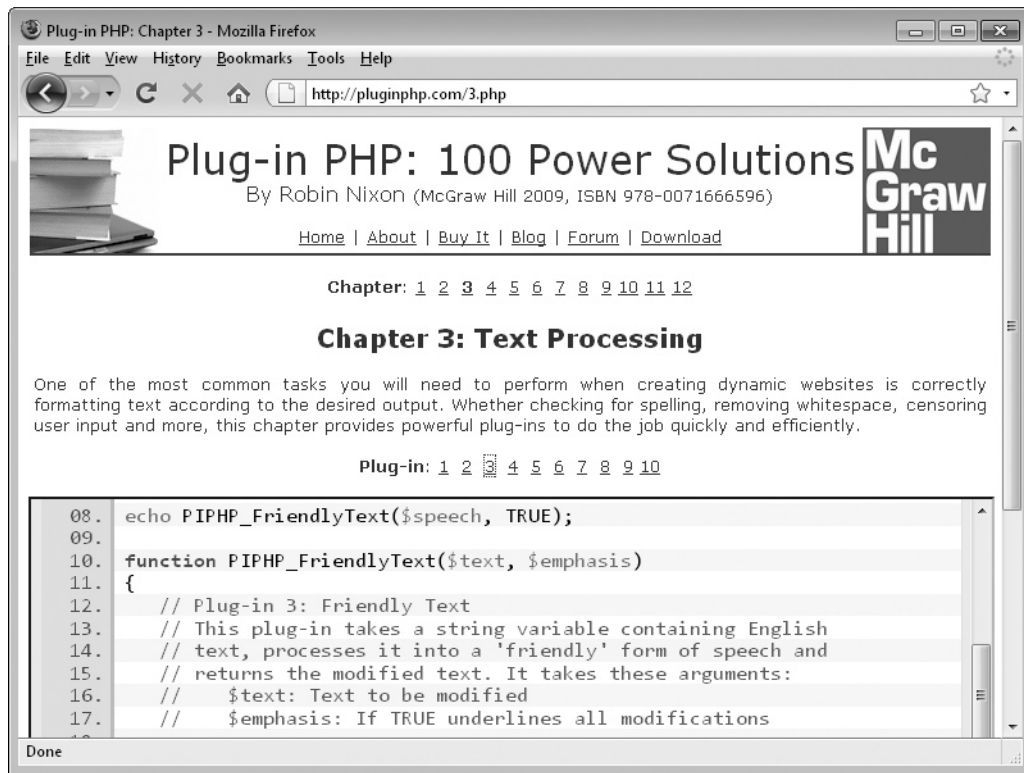 Plug-in PHP: Chapter 3 - Mozilla Firefox
File Edit View History Bookmarks Tools Help
http://pluginphp.com/3.php
Plug-in PHP: 100 Power Solutions
By Robin Nixon (McGraw Hill 2009, ISBN 978-0071666596)
Mc
Graw
Hill
Home | About | Buy It | Blog | Forum | Download
Chapter: 1 2 3 4 5 6 7 8 9 10 11 12
Chapter 3: Text Processing
One of the most common tasks you will need to perform when creating dynamic websites is correctly
formatting text according to the desired output. Whether checking for spelling, removing whitespace, censoring
user input and more, this chapter provides powerful plug-ins to do the job quickly and efficiently.
Plug-in: 1 2 3 4 5 6 7 8 9 10
08. echo PIPHP_FriendlyText($speech, TRUE);
09.
10. function PIPHP_FriendlyText($text, $emphasis)
11. {
12. // Plug-in 3: Friendly Text
13. // This plug-in takes a string variable containing English
14. // text, processes it into a 'friendly' form of speech and
15. // returns the modified text. It takes these arguments:
16. // $text: Text to be modified
17. // $emphasis: If TRUE underlines all modifications
Done